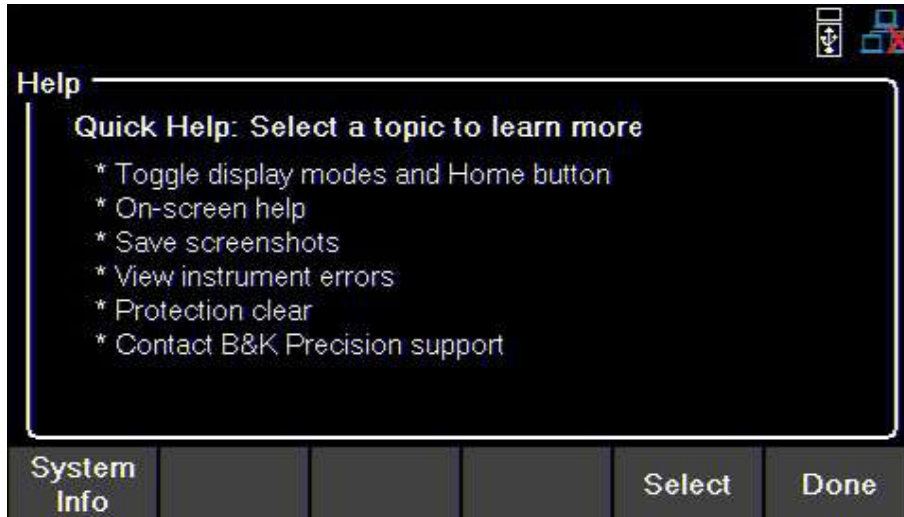 Help
Quick Help: Select a topic to learn more
* Toggle display modes and Home button
* On-screen help
* Save screenshots
* View instrument errors
* Protection clear
* Contact B&K Precision support
System Info
Select
Done